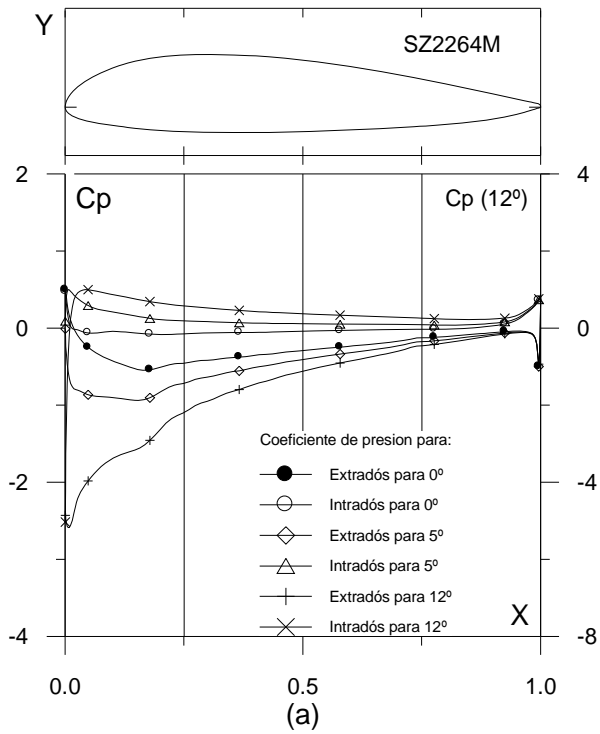 Y
SZ2264M
2
4
Cp
Cp (12º)
0
0
Coeficiente de presion para:
Extradós para 0º
Intradós para 0º
-2
-4
Extradós para 5º
Intradós para 5º
Extradós para 12º
Intradós para 12º
X
-4
-8
0.0
0.5
1.0
(a)